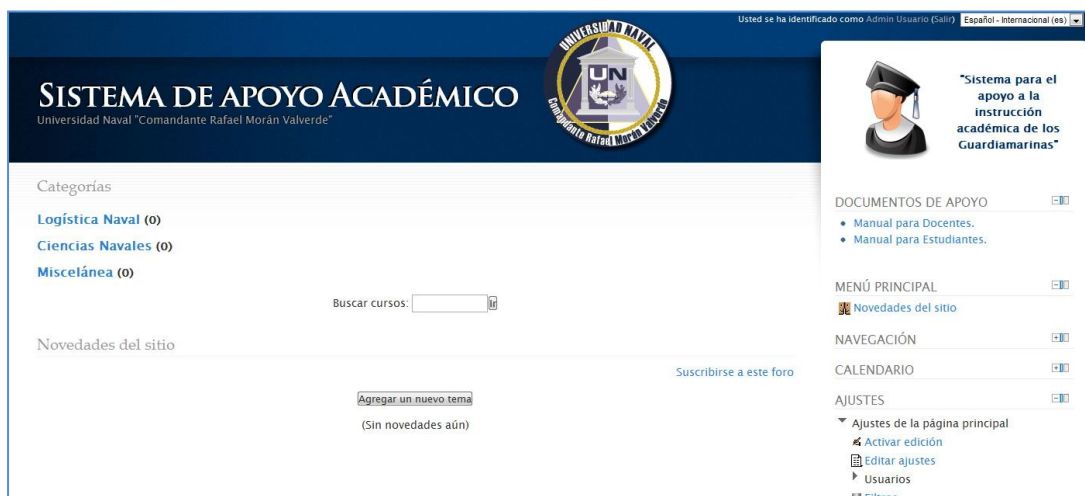 Usted se ha identificado como Admin Usuario (Salir) Español - Internacional (es)
SISTEMA DE APOYO ACADÉMICO
Universidad Naval "Comandante Rafael Morán Valverde"
UNIVERSIDAD NAVAL
UN
Comandante Rafael Morán Valverde
"Sistema para el
apoyo a la
instrucción
académica de los
Guardiamarinas"
Categorías
Logística Naval (0)
Ciencias Navales (0)
Miscelánea (0)
Buscar cursos: Ir
Novedades del sitio
Suscribirse a este foro
Agregar un nuevo tema
(Sin novedades aún)
DOCUMENTOS DE APOYO
Manual para Docentes.
Manual para Estudiantes.
MENÚ PRINCIPAL
Novedades del sitio
NAVEGACIÓN
CALENDARIO
AJUSTES
Ajustes de la página principal
Activar edición
Editar ajustes
Usuarios